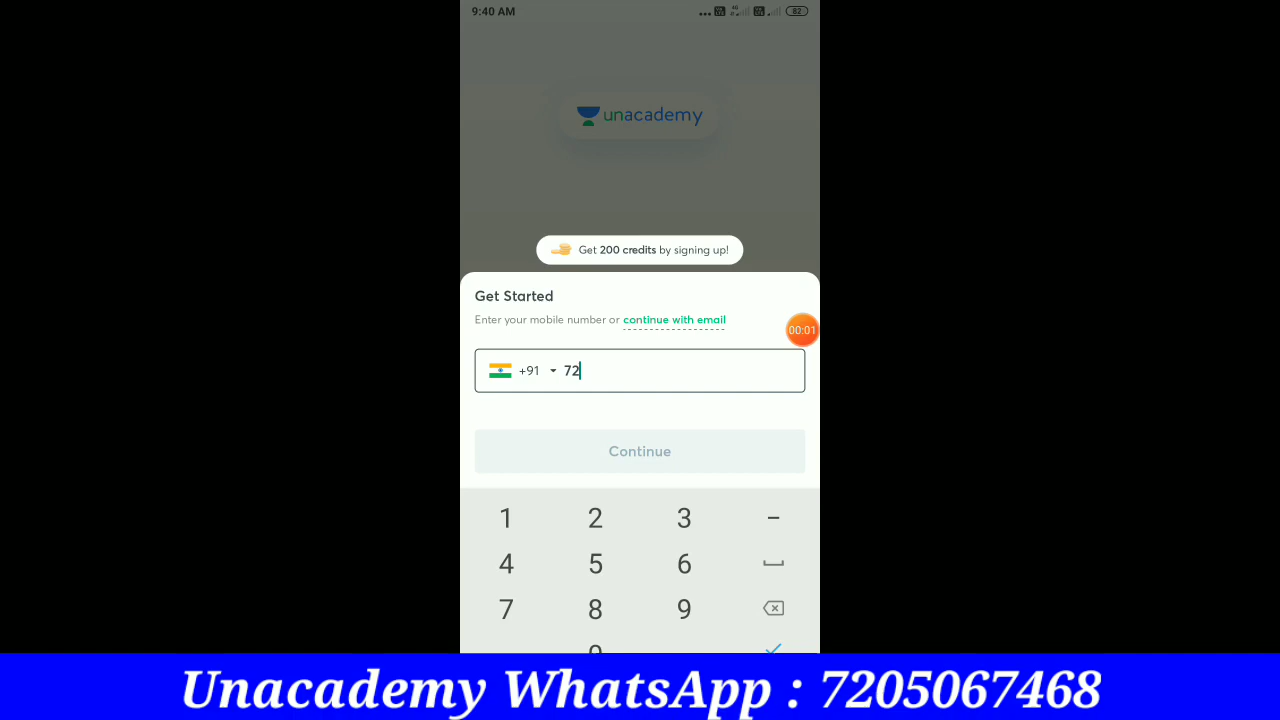 9:40 AM
82
unacademy
Get 200 credits by signing up!
Get Started
Enter your mobile number or continue with email
00:01
+91 72
Continue
1 2 3 -
4 5 6
7 8 9
Unacademy WhatsApp : 7205067468